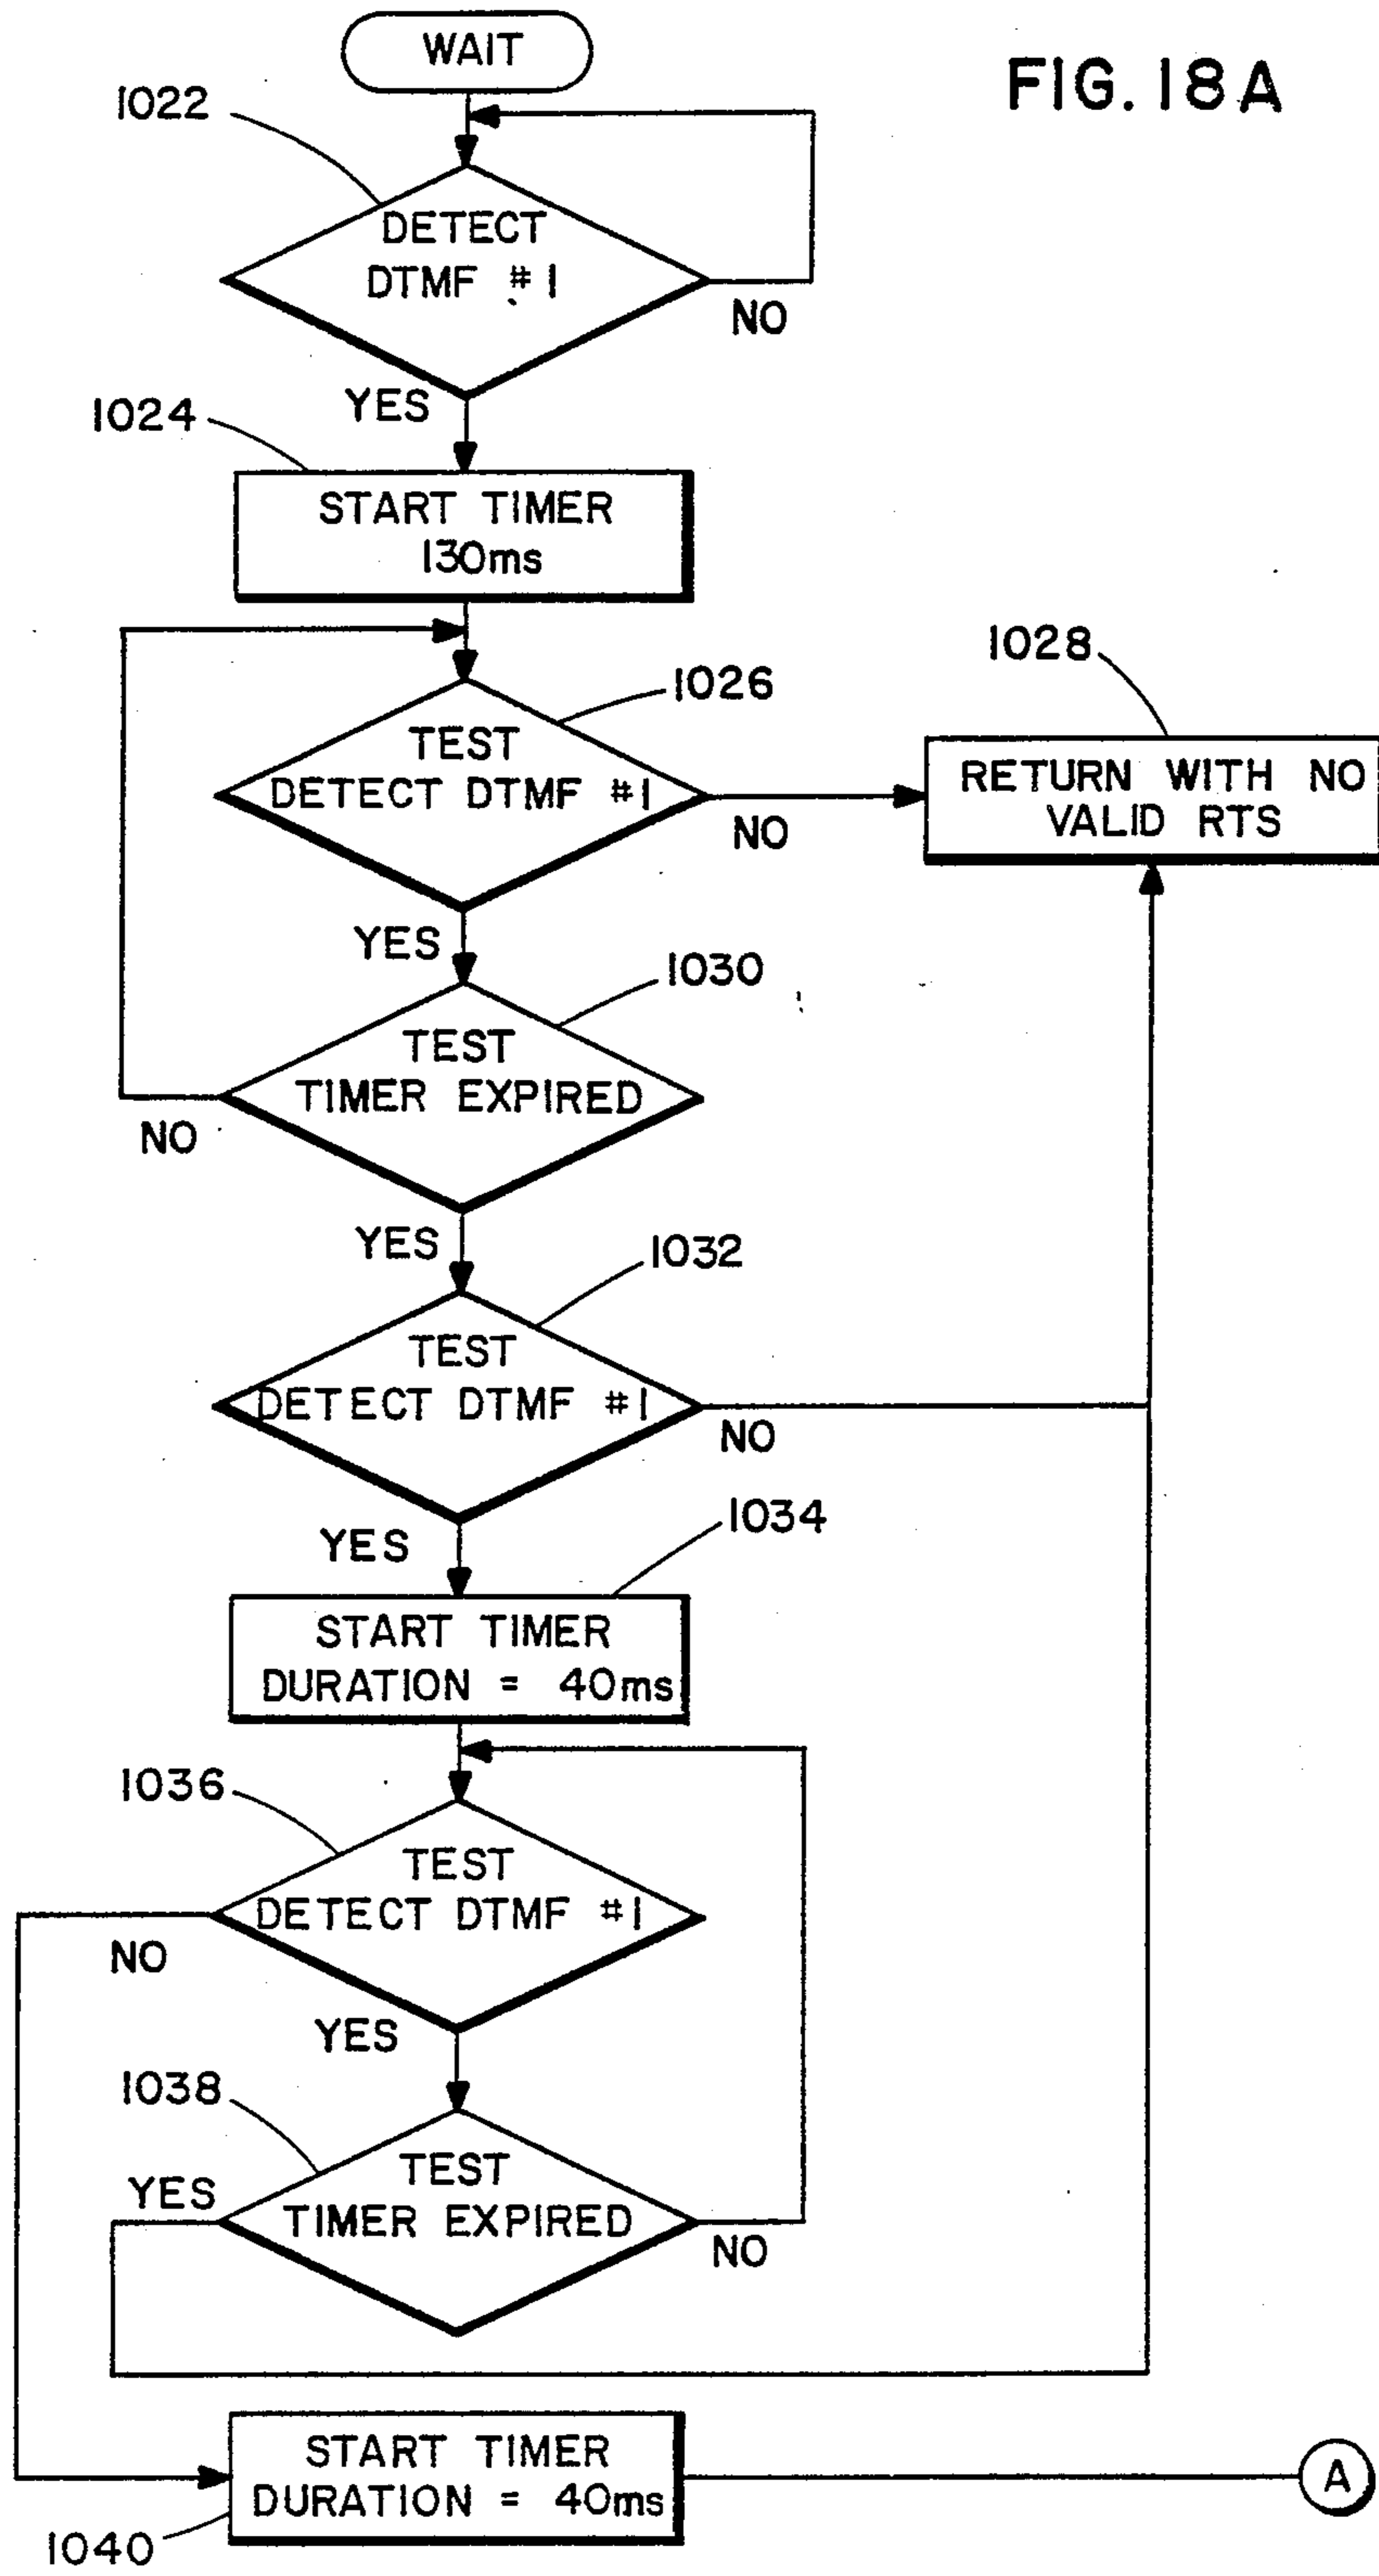 WAIT
FIG. 18A
1022
DETECT
DTMF #1
NO
YES
1024
START TIMER
130ms
1028
1026
TEST
DETECT DTMF #1
NO
RETURN WITH NO
VALID RTS
YES
1030
TEST
TIMER EXPIRED
NO
YES
1032
TEST
DETECT DTMF #1
NO
YES
1034
START TIMER
DURATION = 40ms
1036
TEST
DETECT DTMF #1
NO
YES
1038
TEST
YES
TIMER EXPIRED
NO
START TIMER
DURATION = 40ms
A
1040